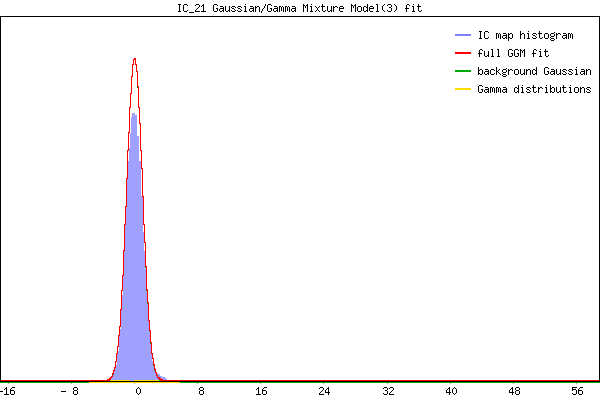 IC_21 Gaussian/Gamma Mixture Model(3) fit
IC map histogram
full GGM fit
background Gaussian
Gamma distributions
-16 -8 0 8 16 24 32 40 48 56